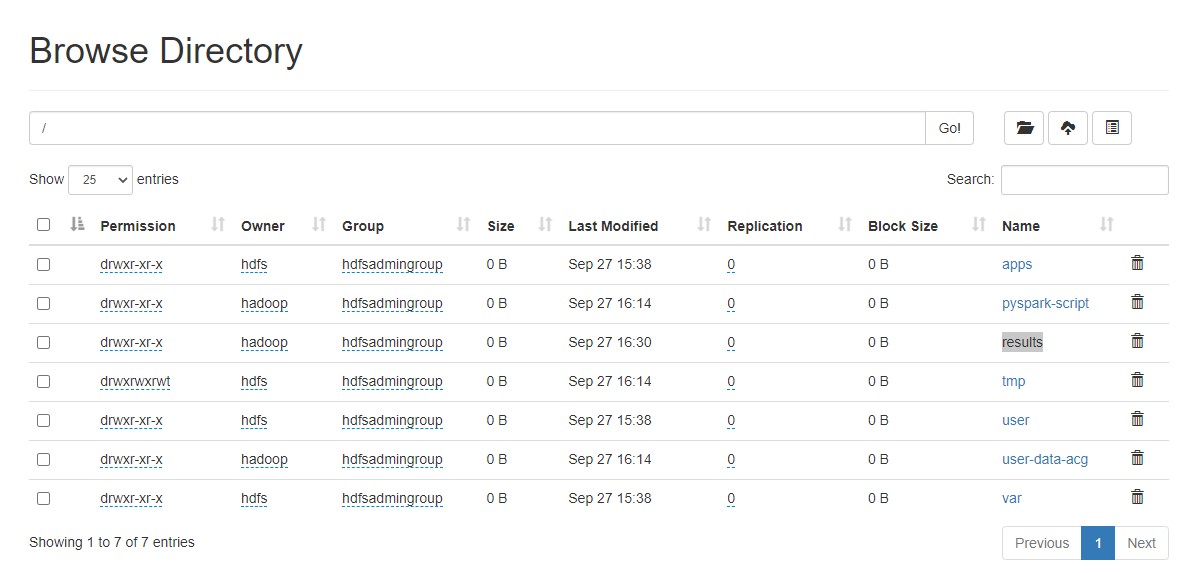 Browse Directory
/ Go!
Show 25 entries Search:
Permission Owner Group Size Last Modified Replication Block Size Name
drwxr-xr-x hdfs hdfsadmingroup 0 B Sep 27 15:38 0 0 B apps
drwxr-xr-x hadoop hdfsadmingroup 0 B Sep 27 16:14 0 0 B pyspark-script
drwxr-xr-x hadoop hdfsadmingroup 0 B Sep 27 16:30 0 0 B results
drwxrwxrwt hdfs hdfsadmingroup 0 B Sep 27 16:14 0 0 B tmp
drwxr-xr-x hdfs hdfsadmingroup 0 B Sep 27 15:38 0 0 B user
drwxr-xr-x hadoop hdfsadmingroup 0 B Sep 27 16:14 0 0 B user-data-acg
drwxr-xr-x hdfs hdfsadmingroup 0 B Sep 27 15:38 0 0 B var
Showing 1 to 7 of 7 entries Previous 1 Next